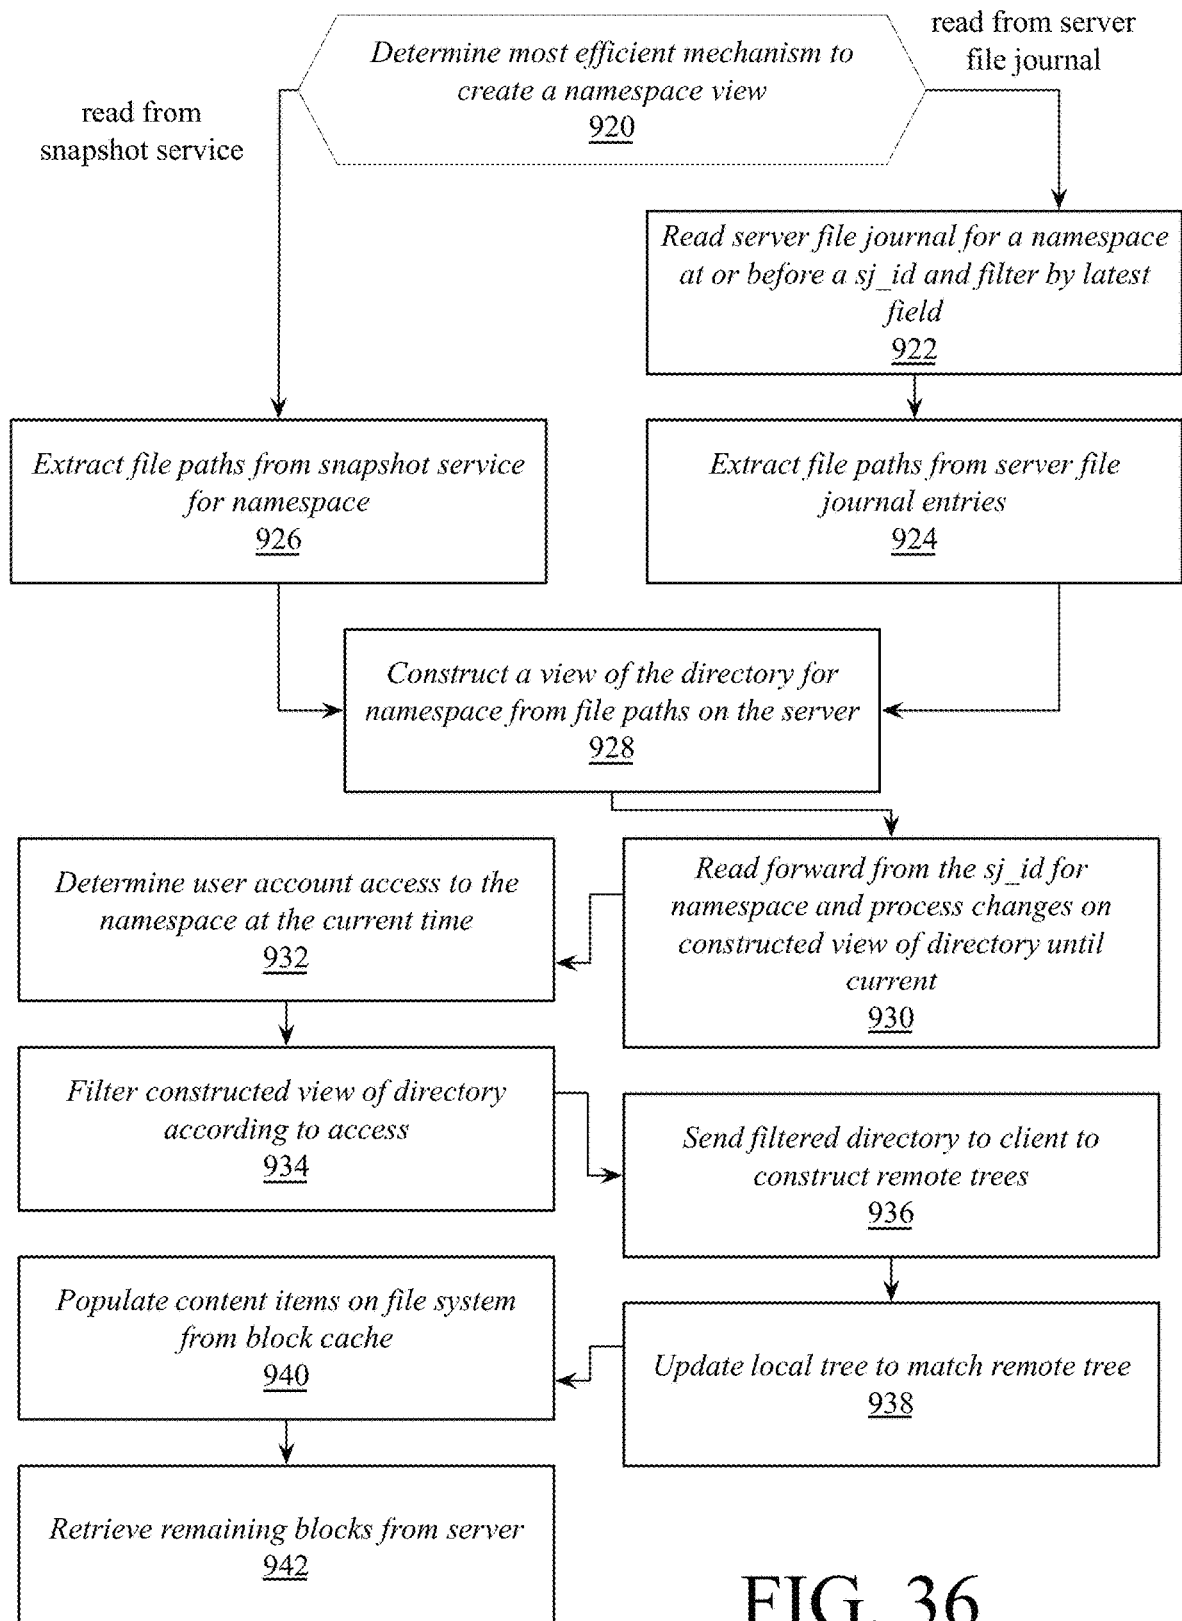 Determine most efficient mechanism to
create a namespace view
920
read from server
file journal
read from
snapshot service
Read server file journal for a namespace
at or before a sj_id and filter by latest
field
922
Extract file paths from snapshot service
for namespace
926
Extract file paths from server file
journal entries
924
Construct a view of the directory for
namespace from file paths on the server
928
Read forward from the sj_id for
namespace and process changes on
constructed view of directory until
current
930
Determine user account access to the
namespace at the current time
932
Filter constructed view of directory
according to access
934
Send filtered directory to client to
construct remote trees
936
Update local tree to match remote tree
938
Populate content items on file system
from block cache
940
Retrieve remaining blocks from server
942
FIG. 36